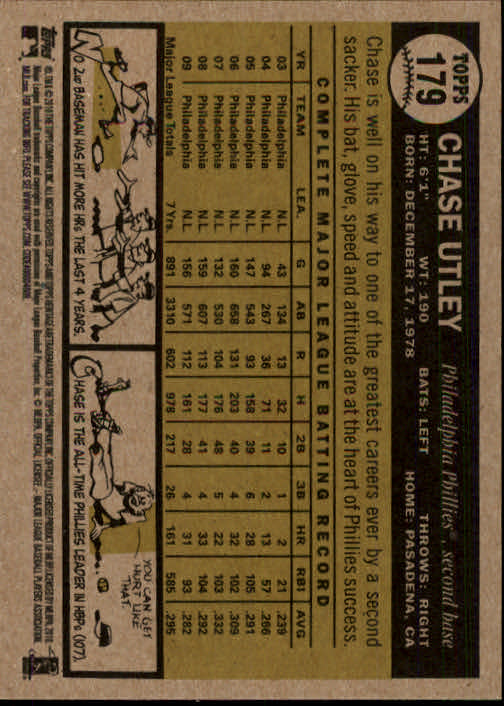 TOPPS
179
CHASE UTLEY
Philadelphia Phillies® second base
HT: 6'1" WT: 190 BATS: LEFT THROWS: RIGHT
BORN: DECEMBER 17, 1978 HOME: PASADENA, CA
Chase is well on his way to one of the greatest careers ever by a second
sacker. His bat, glove, speed and attitude are at the heart of Phillies success.
COMPLETE MAJOR LEAGUE BATTING RECORD
YR TEAM LEA. G AB R H 2B 3B HR RBI AVG
03 Philadelphia N.L. 43 134 13 32 10 1 2 21 .239
04 Philadelphia N.L. 94 267 36 71 11 2 13 57 .266
05 Philadelphia N.L. 147 543 93 158 39 6 28 105 .291
06 Philadelphia N.L. 160 658 131 203 40 4 32 102 .309
07 Philadelphia N.L. 132 530 104 176 48 5 22 103 .332
08 Philadelphia N.L. 159 607 113 177 41 4 33 104 .292
09 Philadelphia N.L. 156 571 112 161 28 4 31 93 .282
Major League Totals 7 Yrs. 891 3310 602 978 217 26 161 585 .295
NO 2ND BASEMAN HAS HIT MORE HRs THE LAST 4 YEARS.
YOU CAN GET
HURT LIKE
THAT.
CHASE IS THE ALL-TIME PHILLIES LEADER IN HBPs (107).
Topps